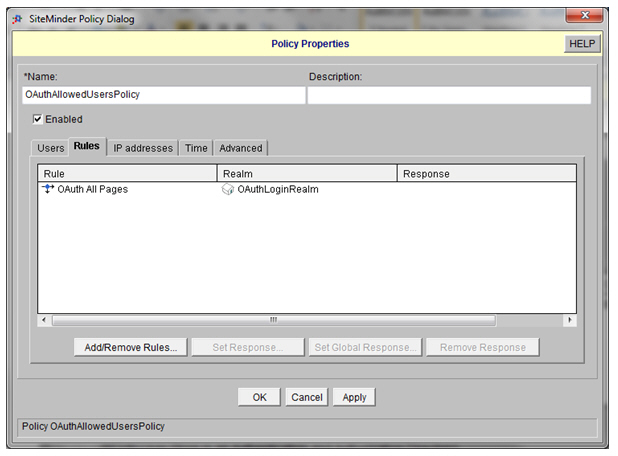 SiteMinder Policy Dialog
Policy Properties
HELP
*Name:
Description:
OAuthAllowedUsersPolicy
Enabled
Users Rules IP addresses Time Advanced
Rule Realm Response
OAuth All Pages OAuthLoginRealm
Add/Remove Rules... Set Response... Set Global Response... Remove Response
OK Cancel Apply
Policy OAuthAllowedUsersPolicy